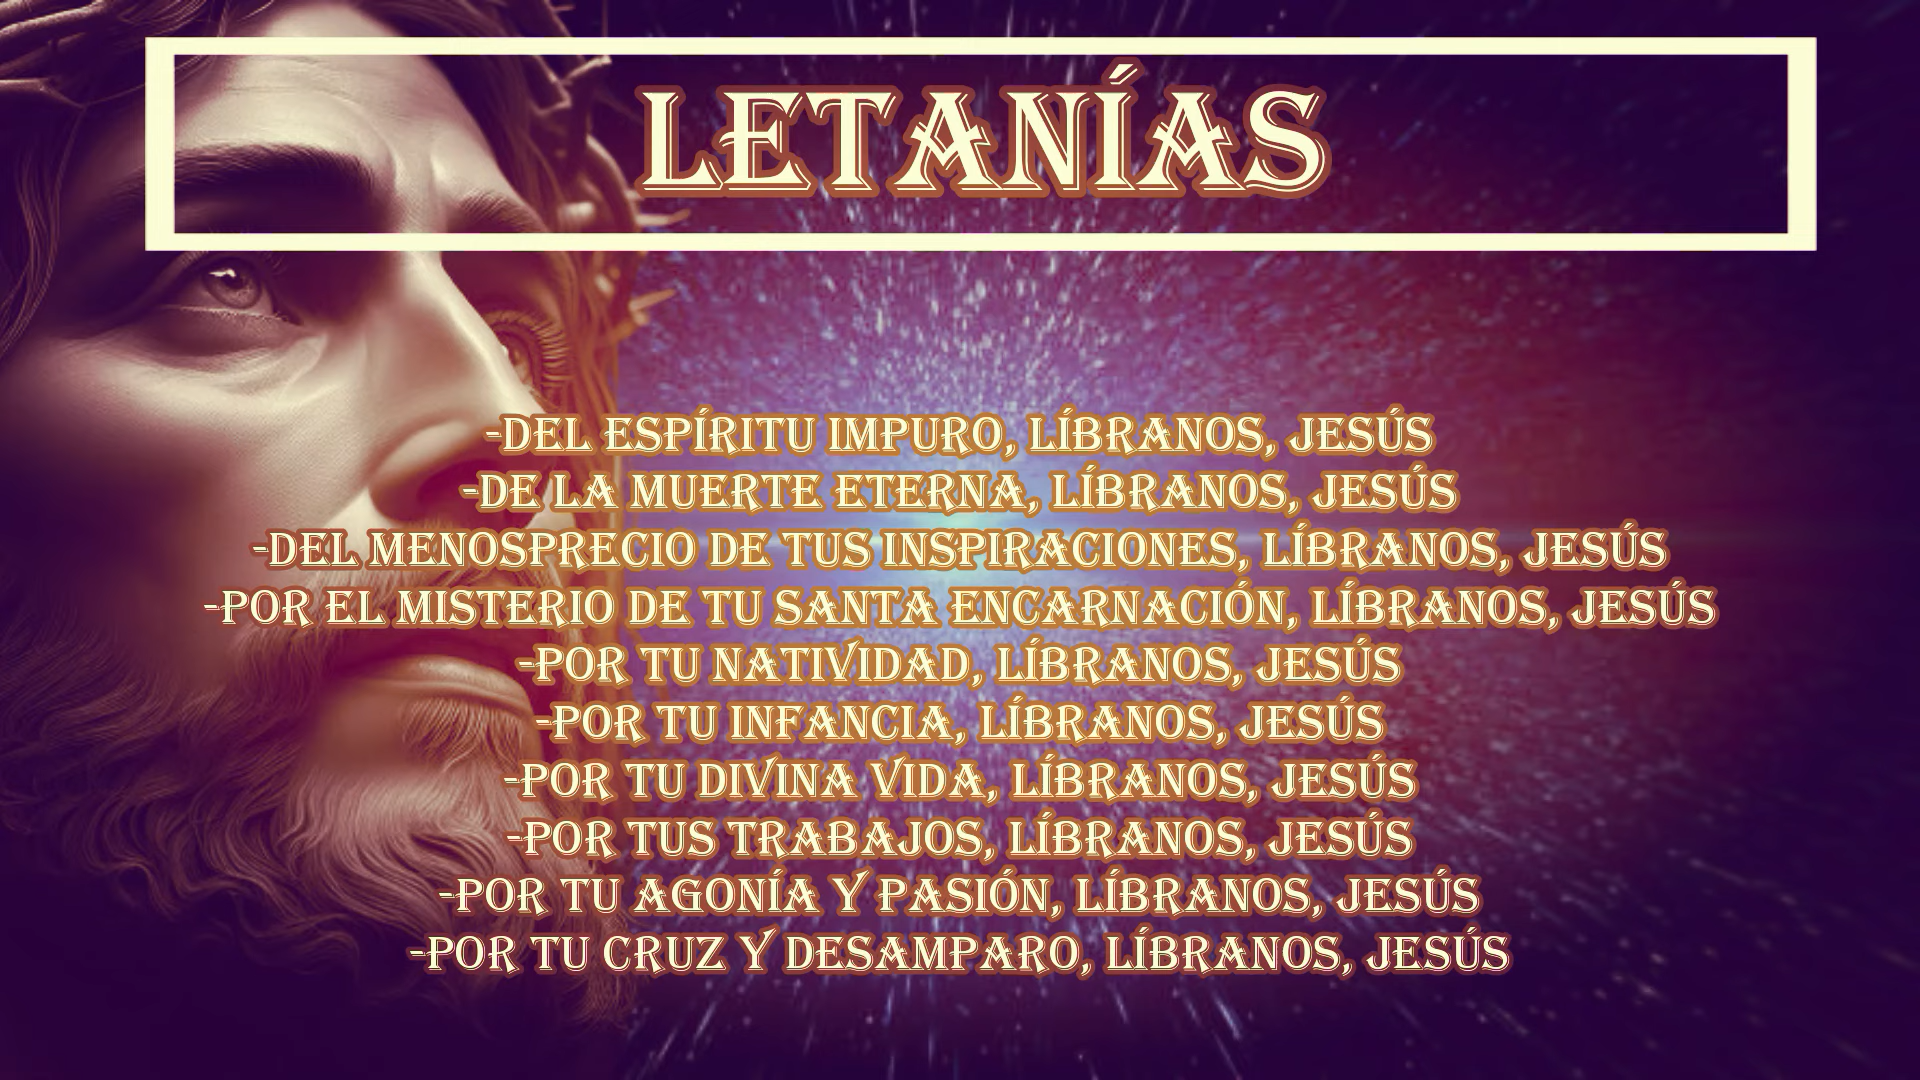 LETANÍAS
-DEL ESPÍRITU IMPURO, LÍBRANOS, JESÚS
-DE LA MUERTE ETERNA, LÍBRANOS, JESÚS
-DEL MENOSPRECIO DE TUS INSPIRACIONES, LÍBRANOS, JESÚS
-POR EL MISTERIO DE TU SANTA ENCARNACIÓN, LÍBRANOS, JESÚS
-POR TU NATIVIDAD, LÍBRANOS, JESÚS
-POR TU INFANCIA, LÍBRANOS, JESÚS
-POR TU DIVINA VIDA, LÍBRANOS, JESÚS
-POR TUS TRABAJOS, LÍBRANOS, JESÚS
-POR TU AGONÍA Y PASIÓN, LÍBRANOS, JESÚS
-POR TU CRUZ Y DESAMPARO, LÍBRANOS, JESÚS